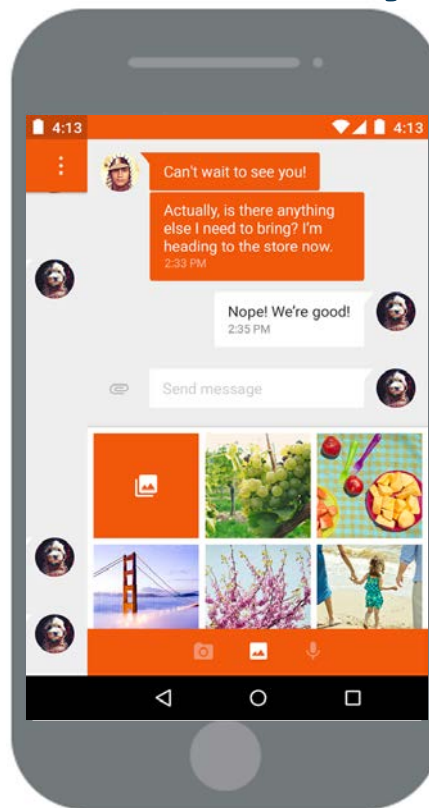 4:13
4:13
Can't wait to see you!
Actually, is there anything
else I need to bring? I'm
heading to the store now.
2:33 PM
Nope! We're good!
2:35 PM
Send message